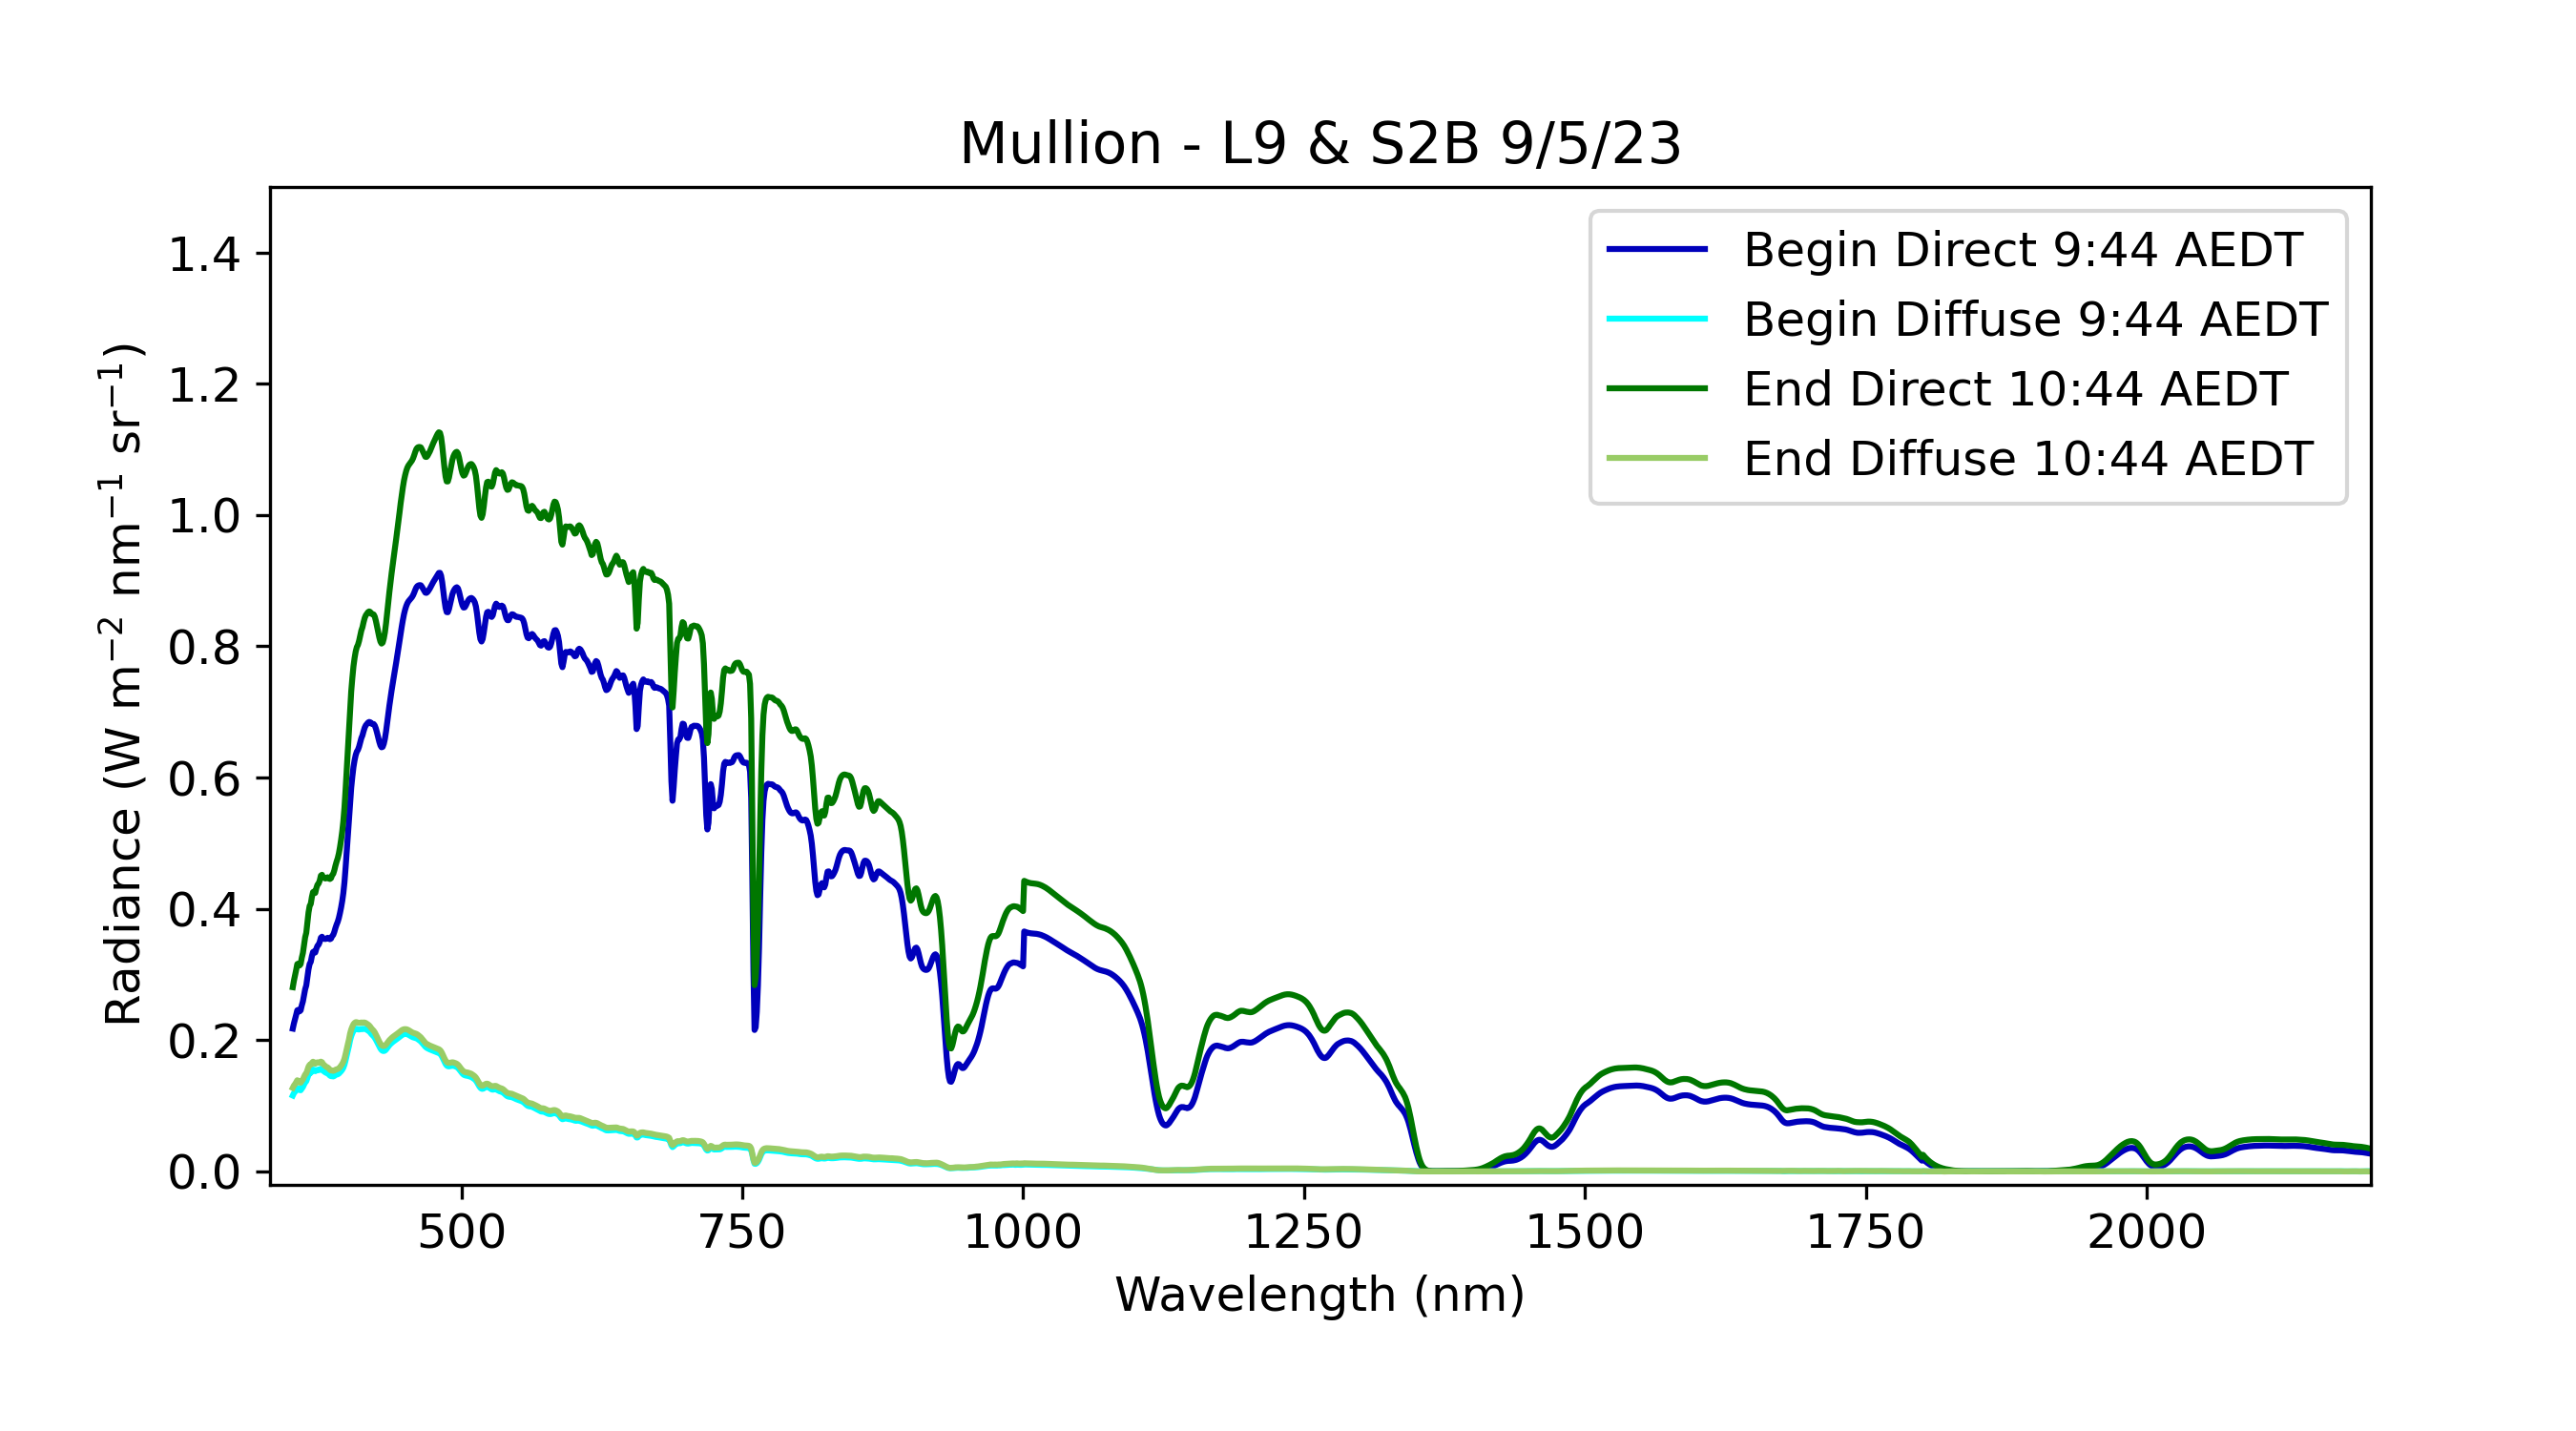 Mullion - L9 & S2B 9/5/23
Begin Direct 9:44 AEDT
Begin Diffuse 9:44 AEDT
End Direct 10:44 AEDT
End Diffuse 10:44 AEDT
1.4
1.2
1.0
0.8
0.6
0.4
0.2
0.0
Radiance (W m⁻² nm⁻¹ sr⁻¹)
500 750 1000 1250 1500 1750 2000
Wavelength (nm)